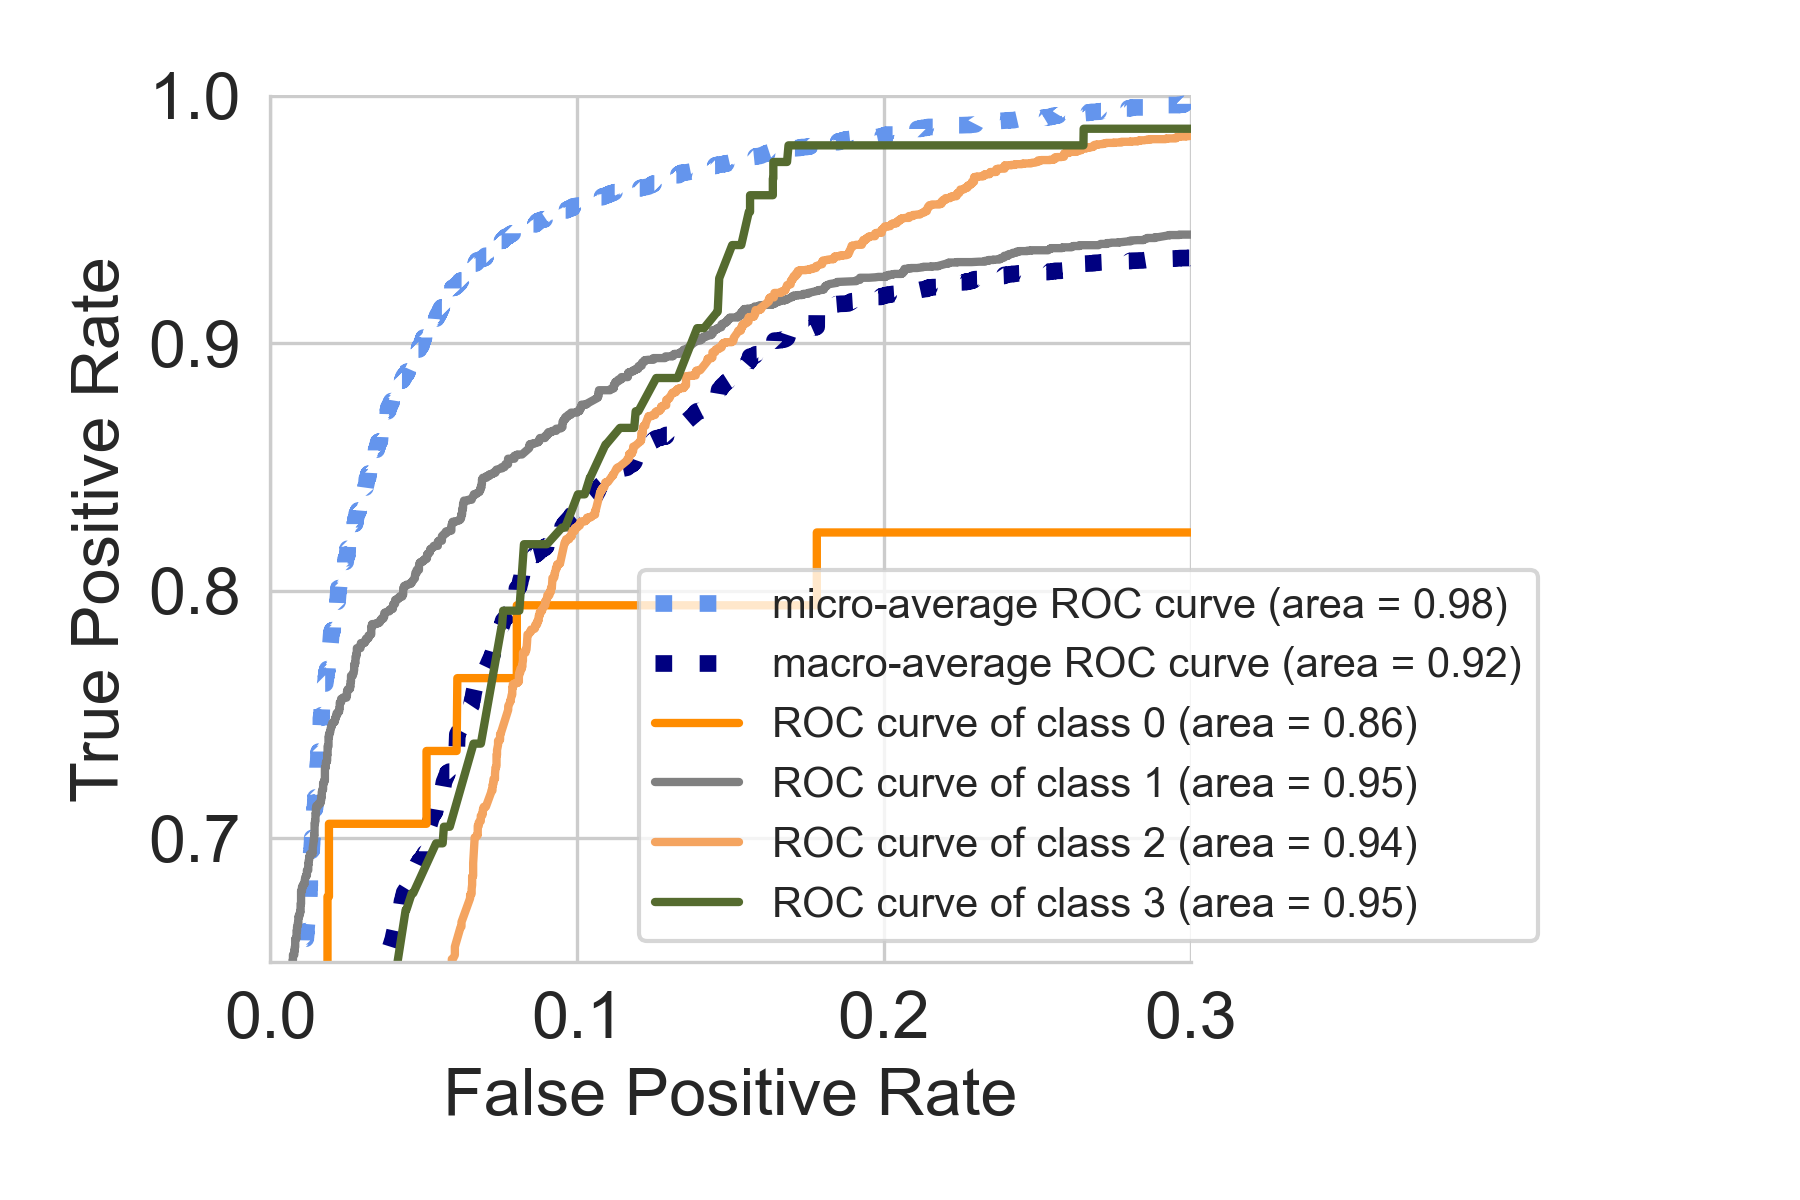 1.0
0.9
0.8
0.7
True Positive Rate
micro-average ROC curve (area = 0.98)
macro-average ROC curve (area = 0.92)
ROC curve of class 0 (area = 0.86)
ROC curve of class 1 (area = 0.95)
ROC curve of class 2 (area = 0.94)
ROC curve of class 3 (area = 0.95)
0.0 0.1 0.2 0.3
False Positive Rate